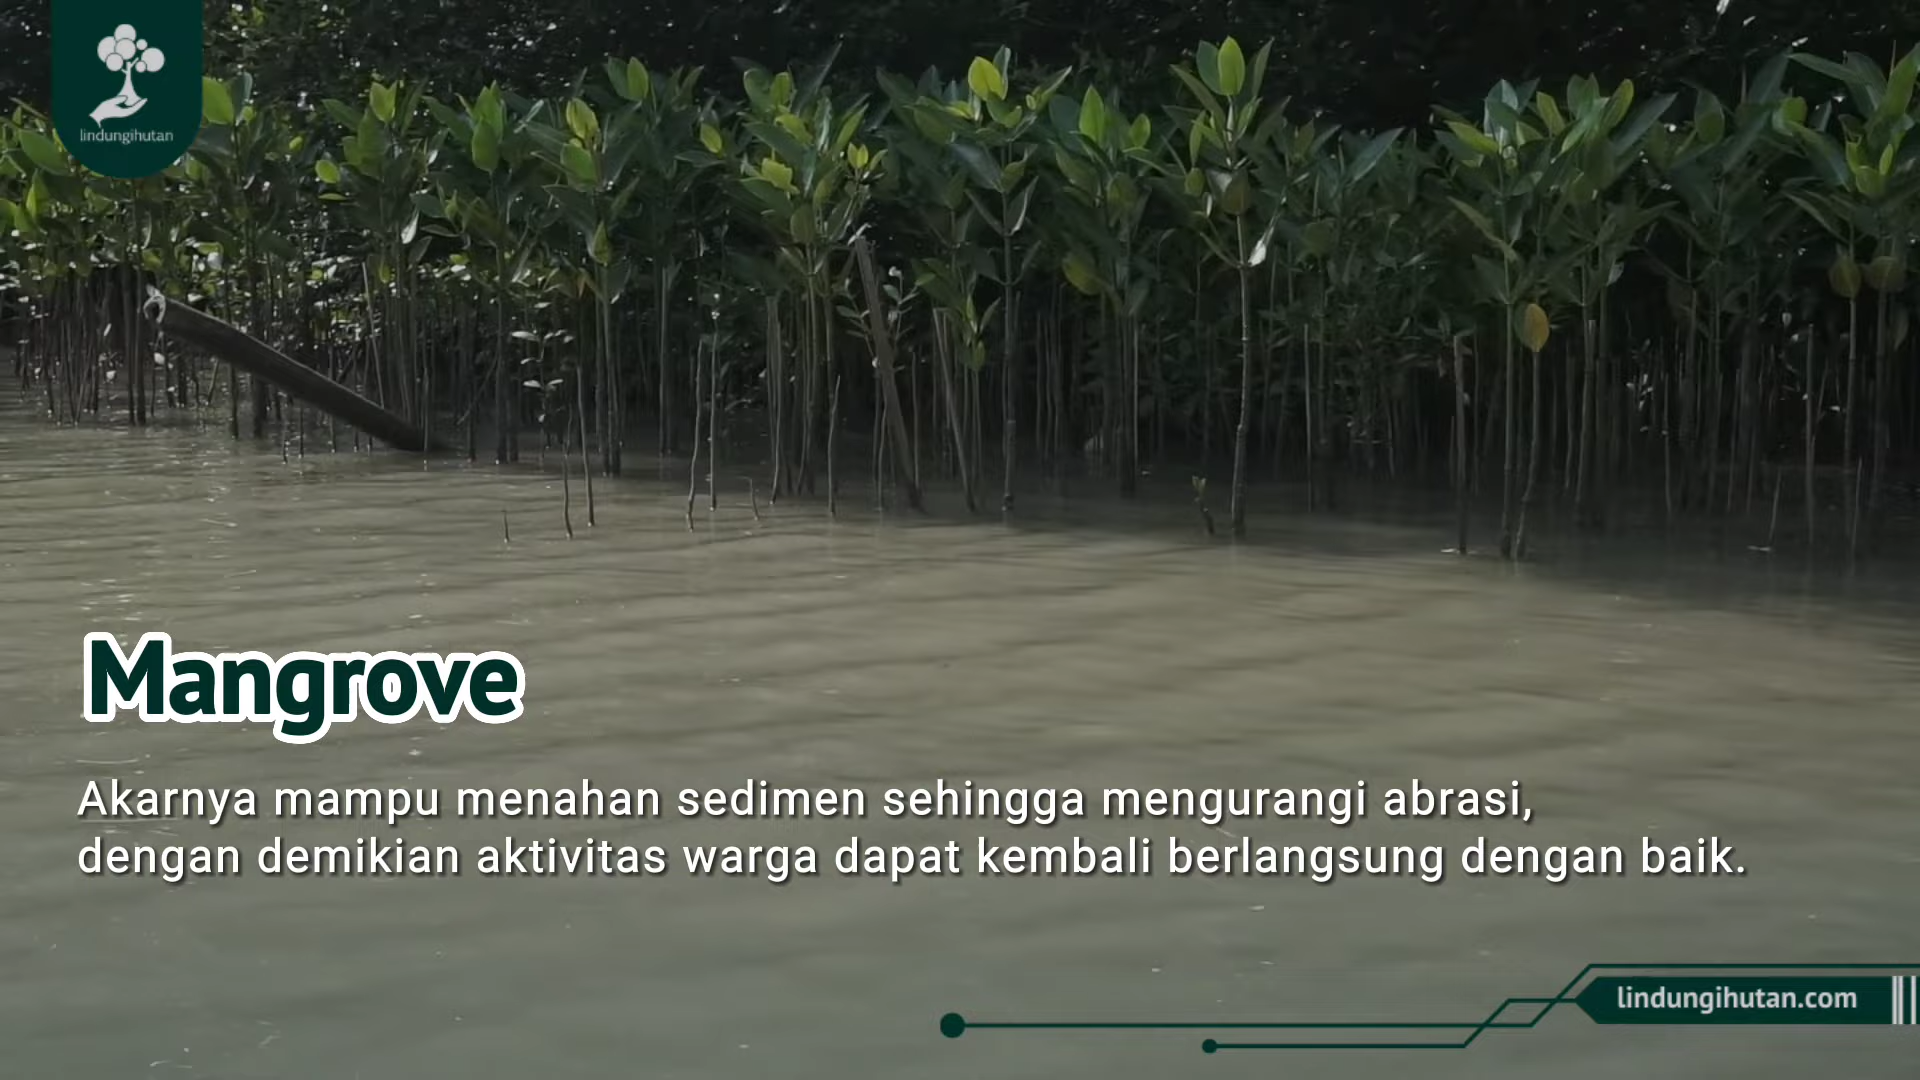 lindungihutan
Mangrove
Akarnya mampu menahan sedimen sehingga mengurangi abrasi,
dengan demikian aktivitas warga dapat kembali berlangsung dengan baik.
lindungihutan.com